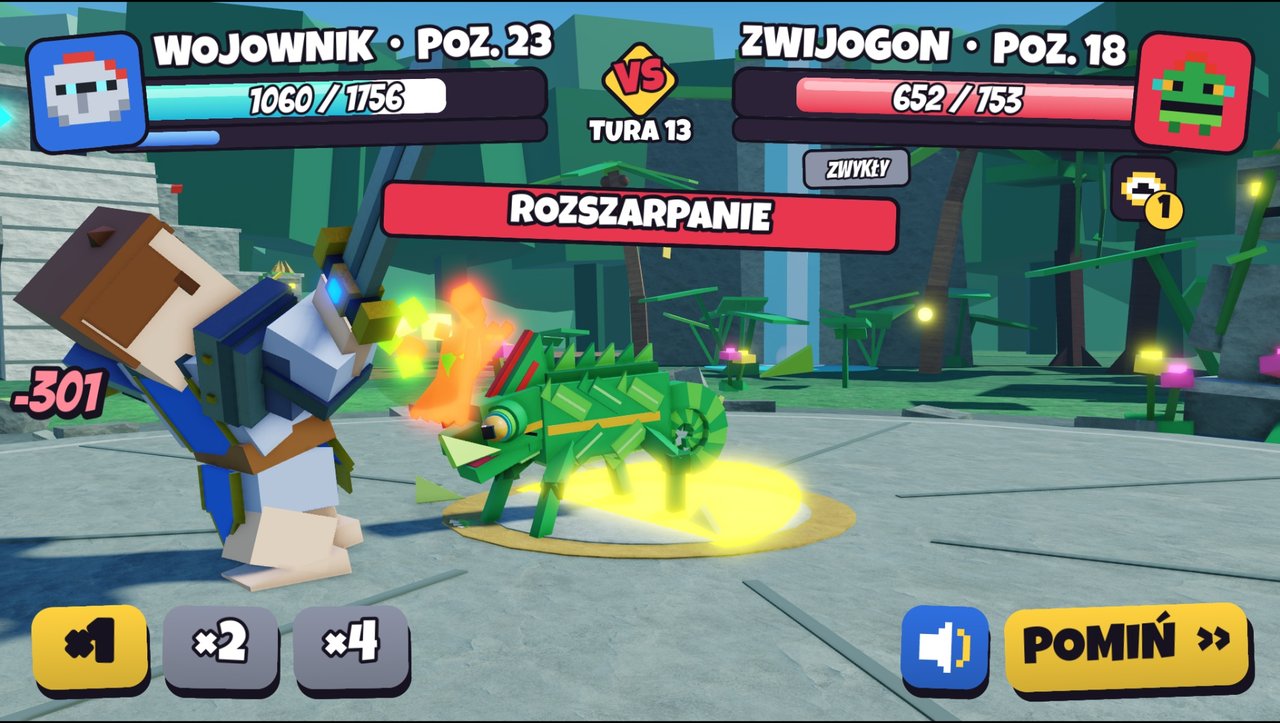 WOJOWNIK • POZ. 23
1060 / 1756
VS
TURA 13
ZWIJOGON • POZ. 18
652 / 753
ZWYKŁY
1
ROZSZARPANIE
-301
×1
×2
×4
POMIŃ »